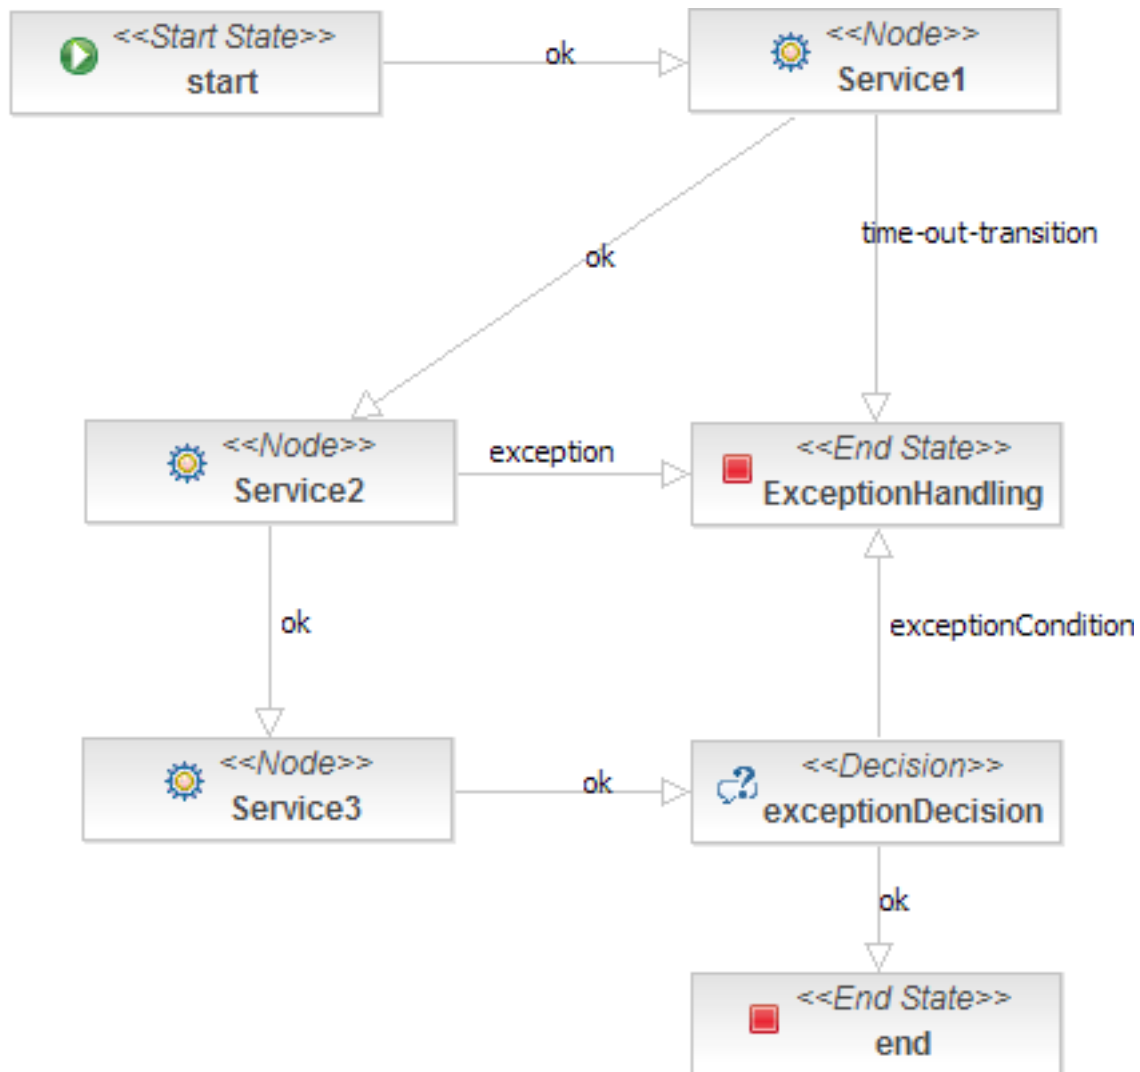 <<Start State>>
start
ok
<<Node>>
Service1
time-out-transition
ok
<<Node>>
Service2
exception
<<End State>>
ExceptionHandling
ok
exceptionCondition
<<Node>>
Service3
ok
<<Decision>>
exceptionDecision
ok
<<End State>>
end